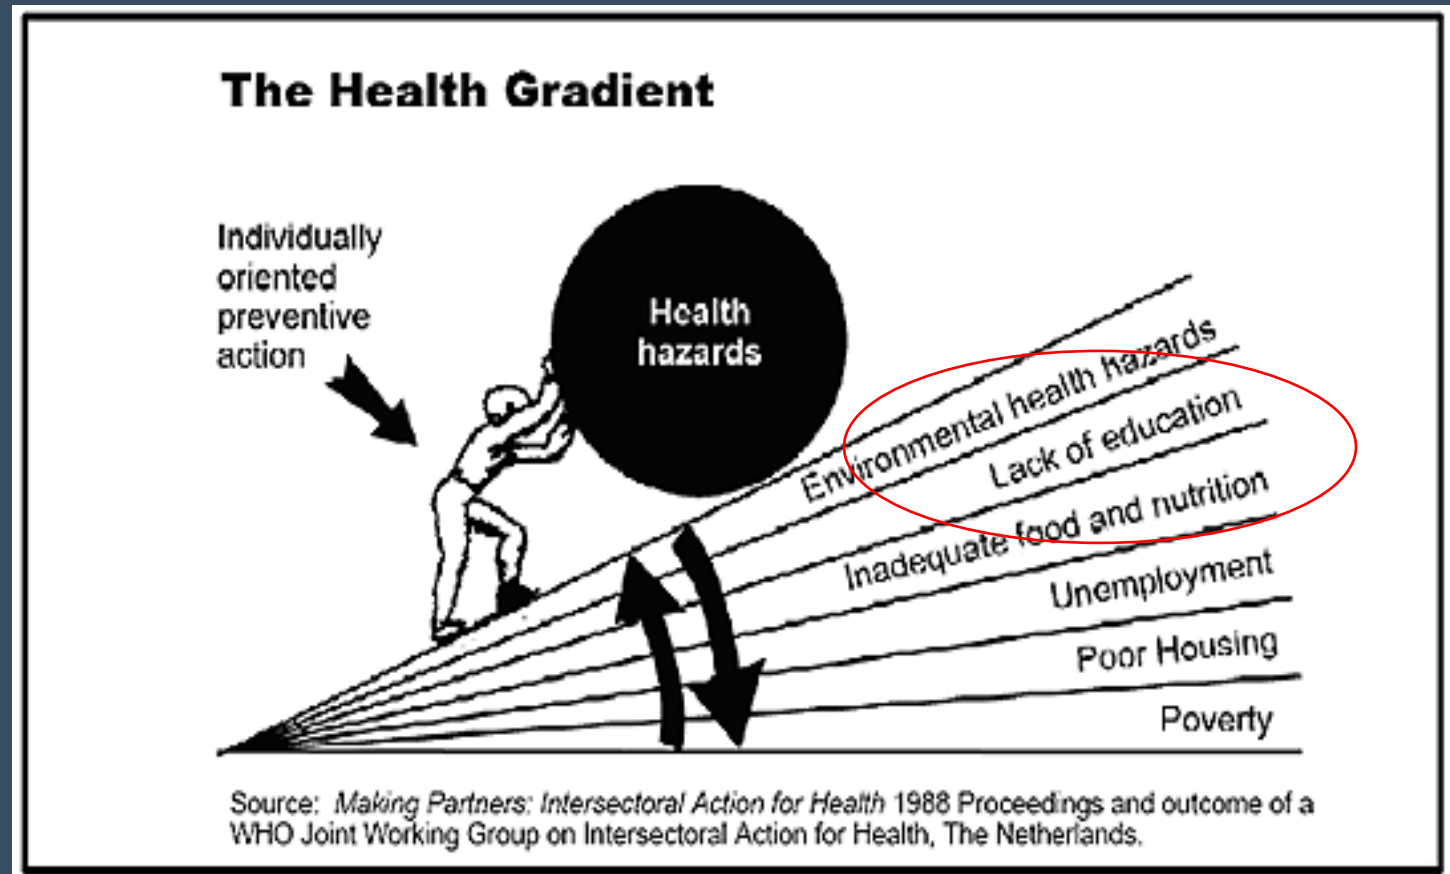 The Health Gradient
Individually
oriented
preventive
action
Health
hazards
Environmental health hazards
Lack of education
Inadequate food and nutrition
Unemployment
Poor Housing
Poverty
Source: Making Partners: Intersectoral Action for Health 1988 Proceedings and outcome of a
WHO Joint Working Group on Intersectoral Action for Health, The Netherlands.